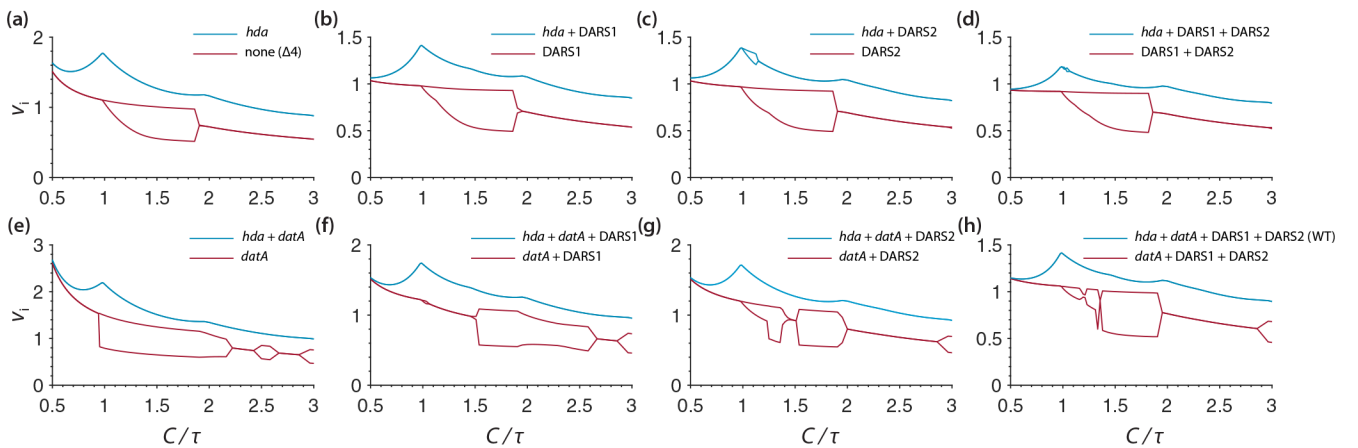 (a)
hda
none (Δ4)
vᵢ
2
1
0
0.5 1 1.5 2 2.5 3
(b)
hda + DARS1
DARS1
1.5
1
0.5
0
0.5 1 1.5 2 2.5 3
(c)
hda + DARS2
DARS2
1.5
1
0.5
0
0.5 1 1.5 2 2.5 3
(d)
hda + DARS1 + DARS2
DARS1 + DARS2
1.5
1
0.5
0
0.5 1 1.5 2 2.5 3
(e)
hda + datA
datA
vᵢ
3
2
1
0
0.5 1 1.5 2 2.5 3
C / τ
(f)
hda + datA + DARS1
datA + DARS1
2
1
0
0.5 1 1.5 2 2.5 3
C / τ
(g)
hda + datA + DARS2
datA + DARS2
2
1
0
0.5 1 1.5 2 2.5 3
C / τ
(h)
hda + datA + DARS1 + DARS2 (WT)
datA + DARS1 + DARS2
1.5
1
0.5
0
0.5 1 1.5 2 2.5 3
C / τ